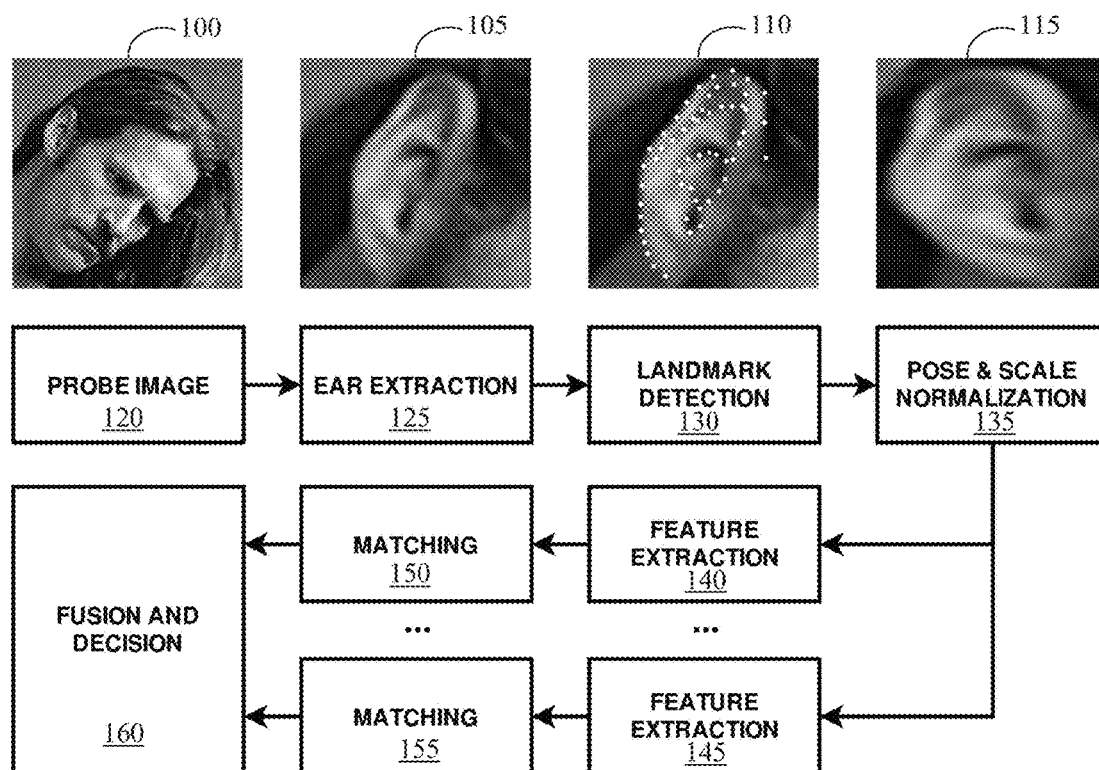 100
105
110
115
PROBE IMAGE
120
EAR EXTRACTION
125
LANDMARK
DETECTION
130
POSE & SCALE
NORMALIZATION
135
FUSION AND
DECISION
160
MATCHING
150
FEATURE
EXTRACTION
140
...
...
MATCHING
155
FEATURE
EXTRACTION
145